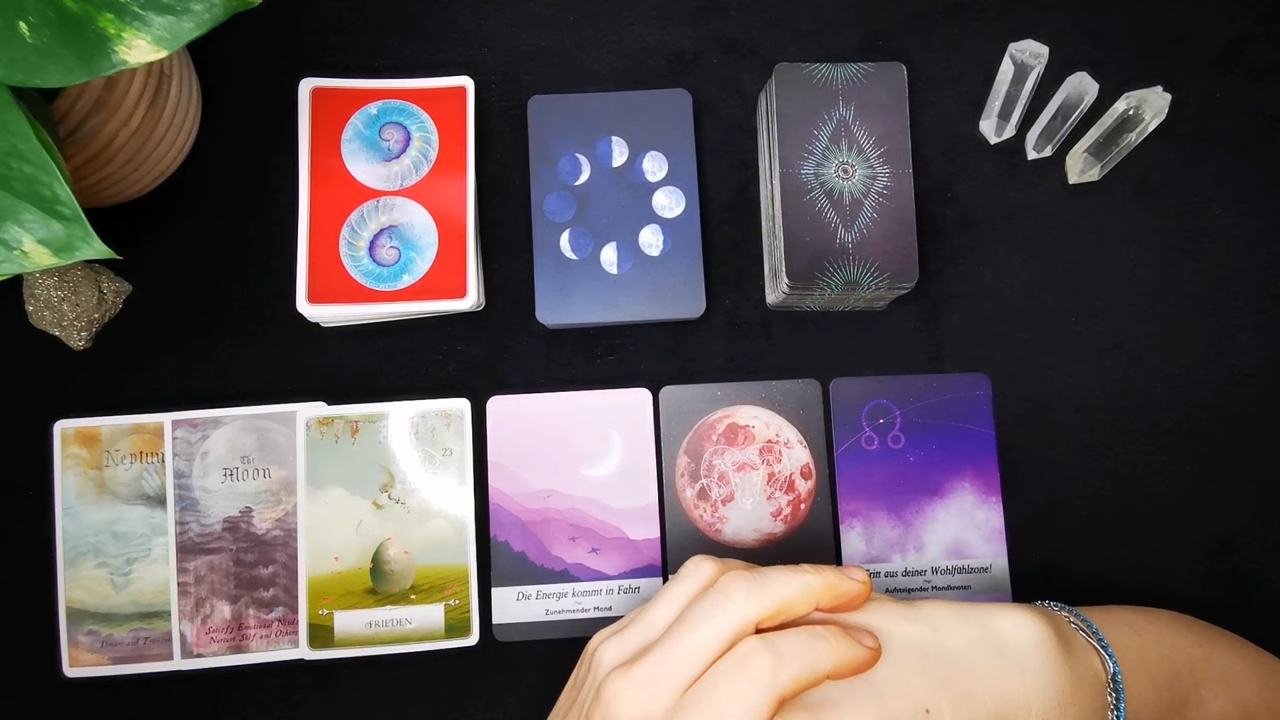 Neptun
The
Moon
Satisfy Emotional Needs
Nurture Self and Others
23
FRIEDEN
Die Energie kommt in Fahrt
Zunehmender Mond
ritt aus deiner Wohlfühlzone!
Aufsteigender Mondknoten